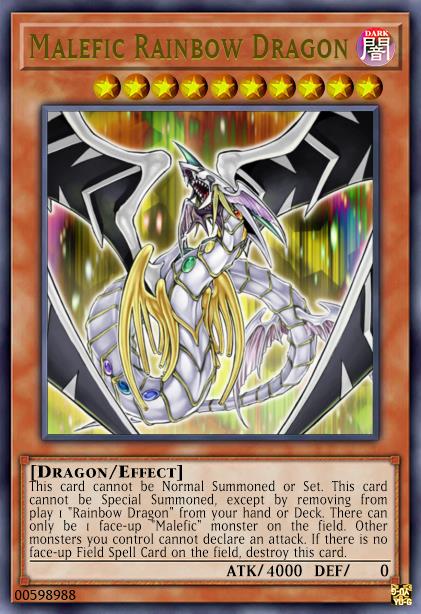 Malefic Rainbow Dragon
DARK
闇
[Dragon/Effect]
This card cannot be Normal Summoned or Set. This card
cannot be Special Summoned, except by removing from
play 1 "Rainbow Dragon" from your hand or Deck. There can
only be 1 face-up "Malefic" monster on the field. Other
monsters you control cannot declare an attack. If there is no
face-up Field Spell Card on the field, destroy this card.
ATK/4000 DEF/ 0
00598988